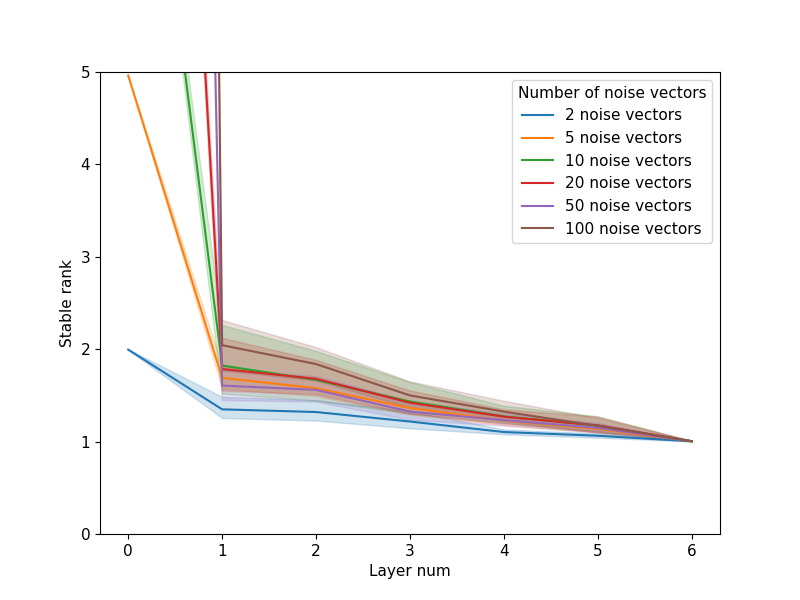 5
4
3
2
1
0
Stable rank
Number of noise vectors
2 noise vectors
5 noise vectors
10 noise vectors
20 noise vectors
50 noise vectors
100 noise vectors
0 1 2 3 4 5 6
Layer num